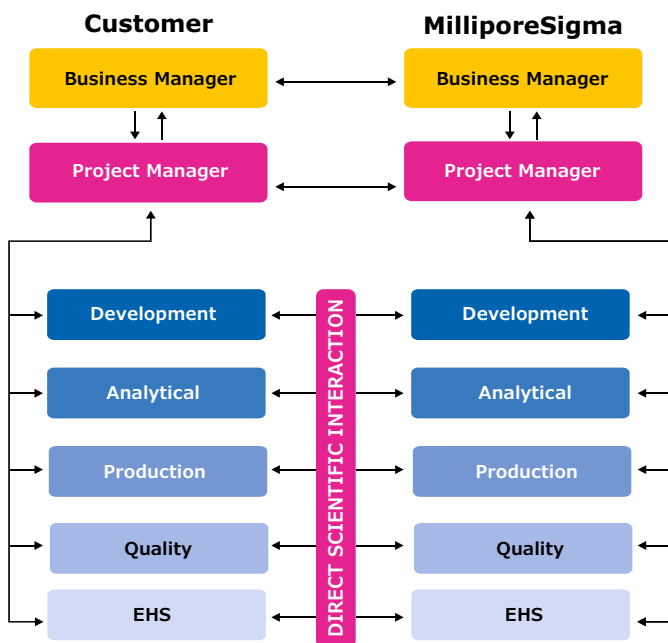 Customer
MilliporeSigma
Business Manager
Business Manager
Project Manager
Project Manager
Development
Development
Analytical
Analytical
Production
Production
Quality
Quality
EHS
EHS
DIRECT SCIENTIFIC INTERACTION